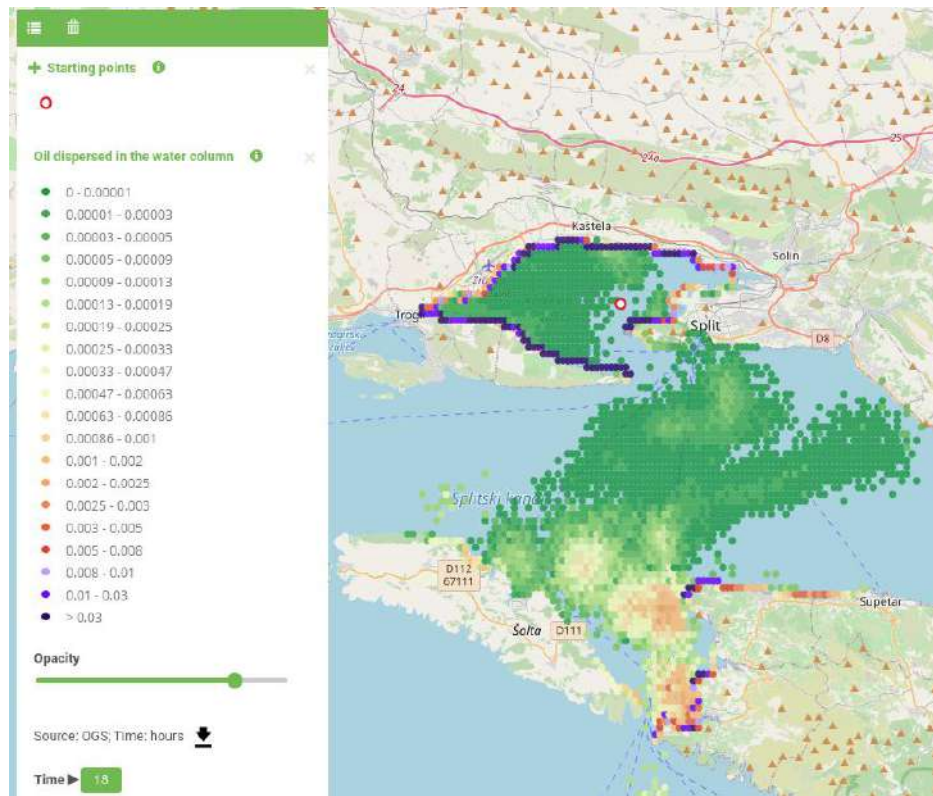 Starting points
Oil dispersed in the water column
0 - 0.00001
0.00001 - 0.00003
0.00003 - 0.00005
0.00005 - 0.00009
0.00009 - 0.00013
0.00013 - 0.00019
0.00019 - 0.00025
0.00025 - 0.00033
0.00033 - 0.00047
0.00047 - 0.00063
0.00063 - 0.00086
0.00086 - 0.001
0.001 - 0.002
0.002 - 0.0025
0.0025 - 0.003
0.003 - 0.005
0.005 - 0.008
0.008 - 0.01
0.01 - 0.03
> 0.03
Opacity
Source: OGS; Time: hours
Time 18
24
25
24a
Kaštela
Solin
Trogir
Split
D8
Splitski kanal
D112
67111
Šolta
D111
Supetar